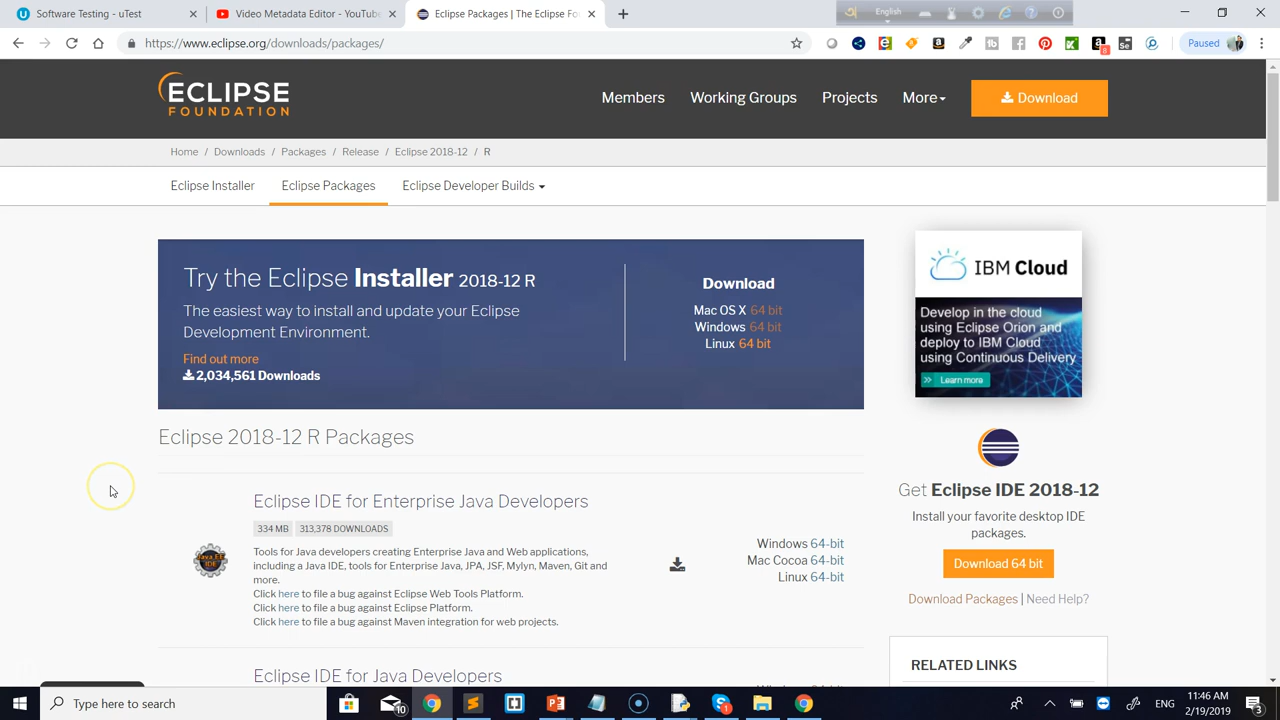 Software Testing - uTest
Video Metadata Editor - YouTube
Eclipse Packages | The Eclipse Fo
English
https://www.eclipse.org/downloads/packages/
8
Se
Paused
ECLIPSE
FOUNDATION
Members
Working Groups
Projects
More
Download
Home / Downloads / Packages / Release / Eclipse 2018-12 / R
Eclipse Installer
Eclipse Packages
Eclipse Developer Builds
Try the Eclipse Installer 2018-12 R
The easiest way to install and update your Eclipse
Development Environment.
Find out more
2,034,561 Downloads
Download
Mac OS X 64 bit
Windows 64 bit
Linux 64 bit
IBM Cloud
Develop in the cloud
using Eclipse Orion and
deploy to IBM Cloud
using Continuous Delivery
Learn more
Eclipse 2018-12 R Packages
Eclipse IDE for Enterprise Java Developers
334 MB 313,378 DOWNLOADS
Java EE
IDE
Tools for Java developers creating Enterprise Java and Web applications,
including a Java IDE, tools for Enterprise Java, JPA, JSF, Mylyn, Maven, Git and
more.
Click here to file a bug against Eclipse Web Tools Platform.
Click here to file a bug against Eclipse Platform.
Click here to file a bug against Maven integration for web projects.
Windows 64-bit
Mac Cocoa 64-bit
Linux 64-bit
Get Eclipse IDE 2018-12
Install your favorite desktop IDE
packages.
Download 64 bit
Download Packages | Need Help?
RELATED LINKS
Eclipse IDE for Java Developers
Type here to search
10
1
ENG
11:46 AM
2/19/2019
3